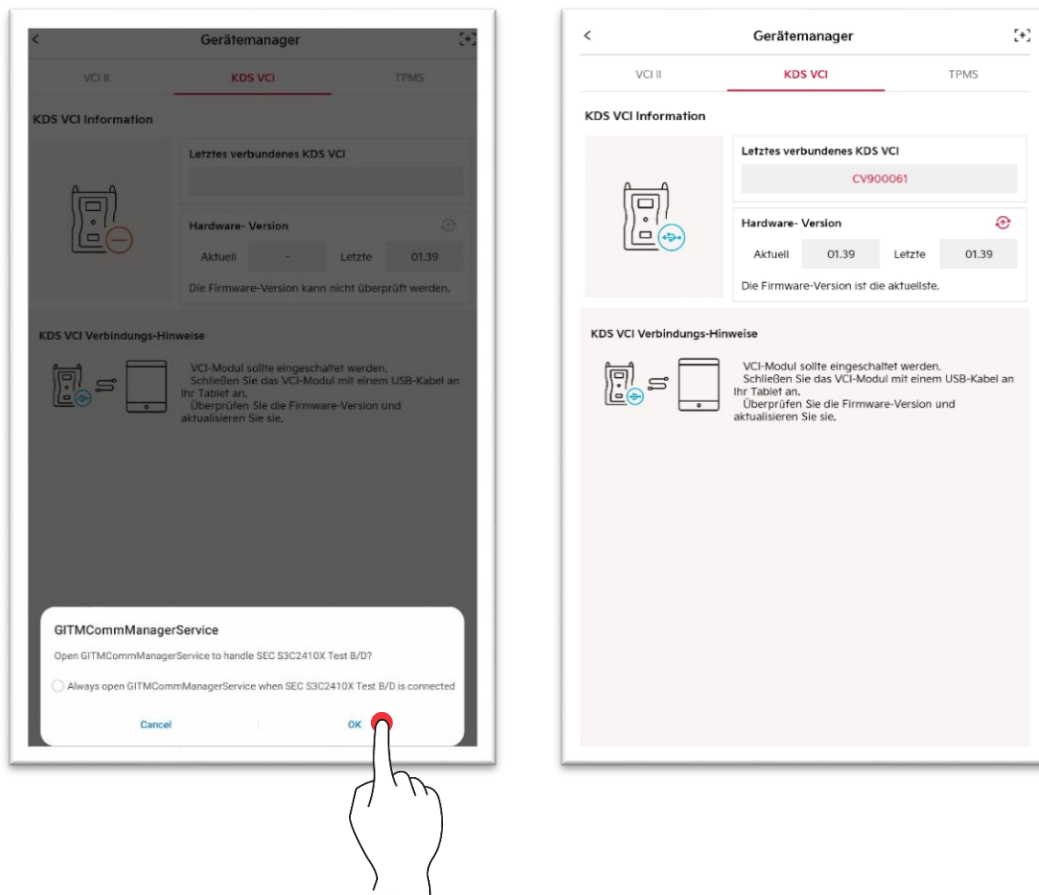 Gerätemanager
VCI II
KDS VCI
TPMS
KDS VCI Information
Letztes verbundenes KDS VCI
Hardware- Version
Aktuell - Letzte 01.39
Die Firmware-Version kann nicht überprüft werden.
KDS VCI Verbindungs-Hinweise
VCI-Modul sollte eingeschaltet werden.
Schließen Sie das VCI-Modul mit einem USB-Kabel an
Ihr Tablet an.
Überprüfen Sie die Firmware-Version und
aktualisieren Sie sie.
GITMCommManagerService
Open GITMCommManagerService to handle SEC S3C2410X Test B/D?
Always open GITMCommManagerService when SEC S3C2410X Test B/D is connected
Cancel
OK
Gerätemanager
VCI II
KDS VCI
TPMS
KDS VCI Information
Letztes verbundenes KDS VCI
CV900061
Hardware- Version
Aktuell 01.39 Letzte 01.39
Die Firmware-Version ist die aktuellste.
KDS VCI Verbindungs-Hinweise
VCI-Modul sollte eingeschaltet werden.
Schließen Sie das VCI-Modul mit einem USB-Kabel an
Ihr Tablet an.
Überprüfen Sie die Firmware-Version und
aktualisieren Sie sie.